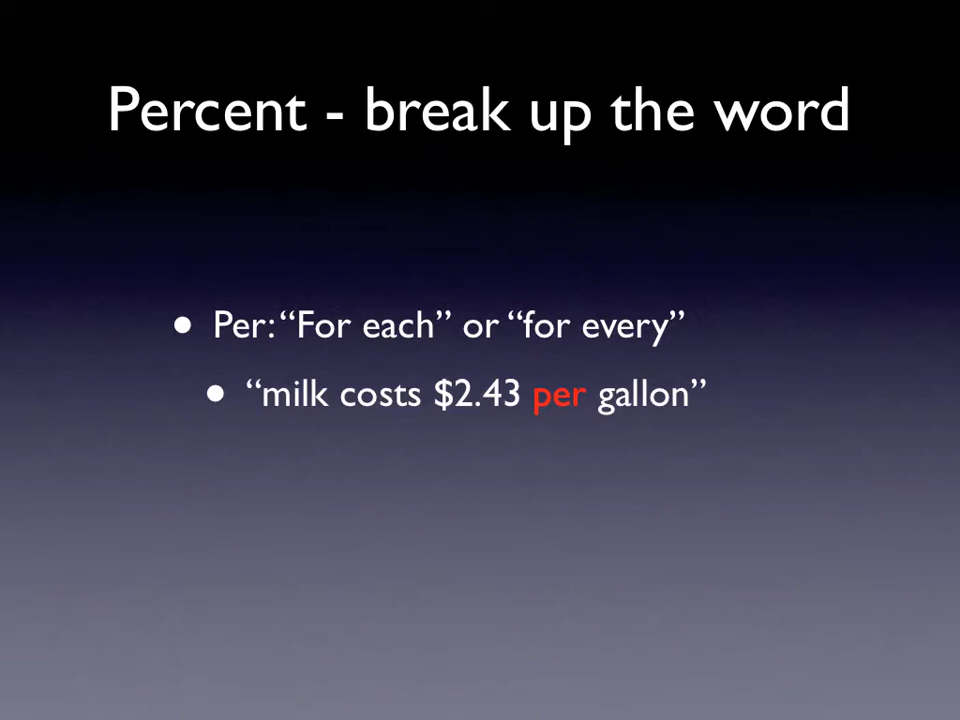 Percent - break up the word
• Per: “For each” or “for every”
• “milk costs $2.43 per gallon”